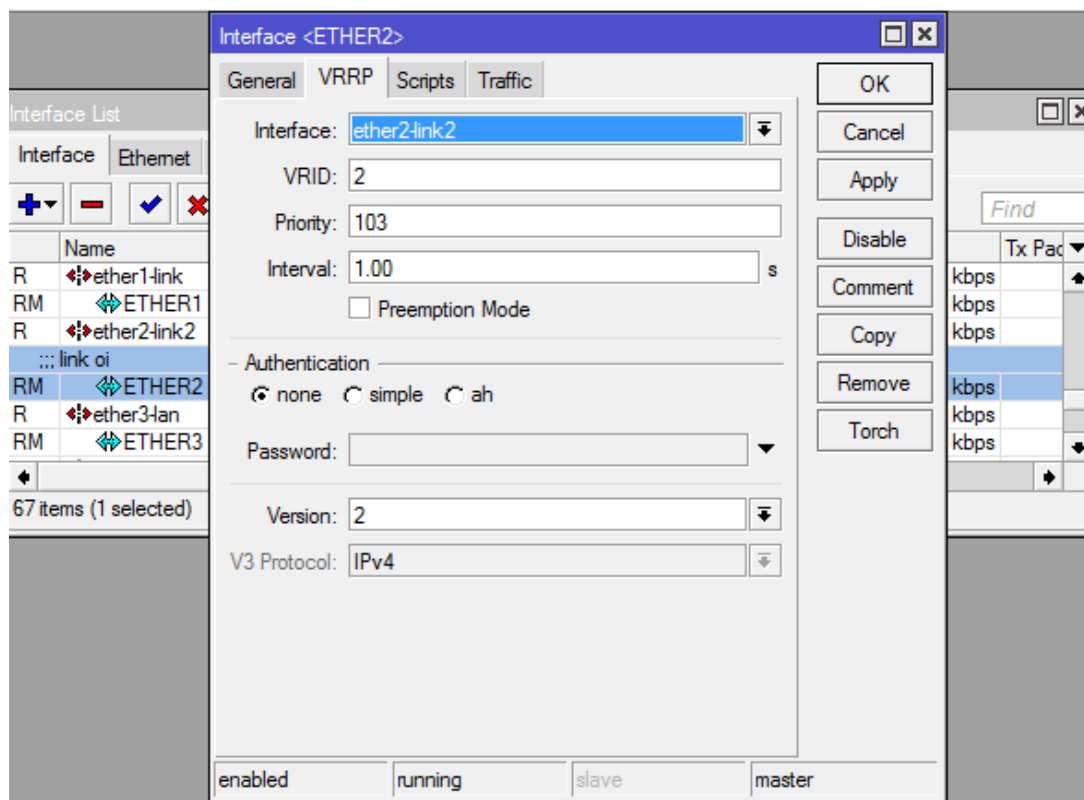 Interface <ETHER2>
General VRRP Scripts Traffic
Interface: ether2-link2
VRID: 2
Priority: 103
Interval: 1.00 s
Preemption Mode
Authentication
none simple ah
Password:
Version: 2
V3 Protocol: IPv4
enabled running slave master
OK
Cancel
Apply
Disable
Comment
Copy
Remove
Torch
Interface List
Interface Ethernet
Find
Name
R ether1-link kbps
RM ETHER1 kbps
R ether2-link2 kbps
;;; link oi
RM ETHER2 kbps
R ether3-lan kbps
RM ETHER3 kbps
67 items (1 selected)